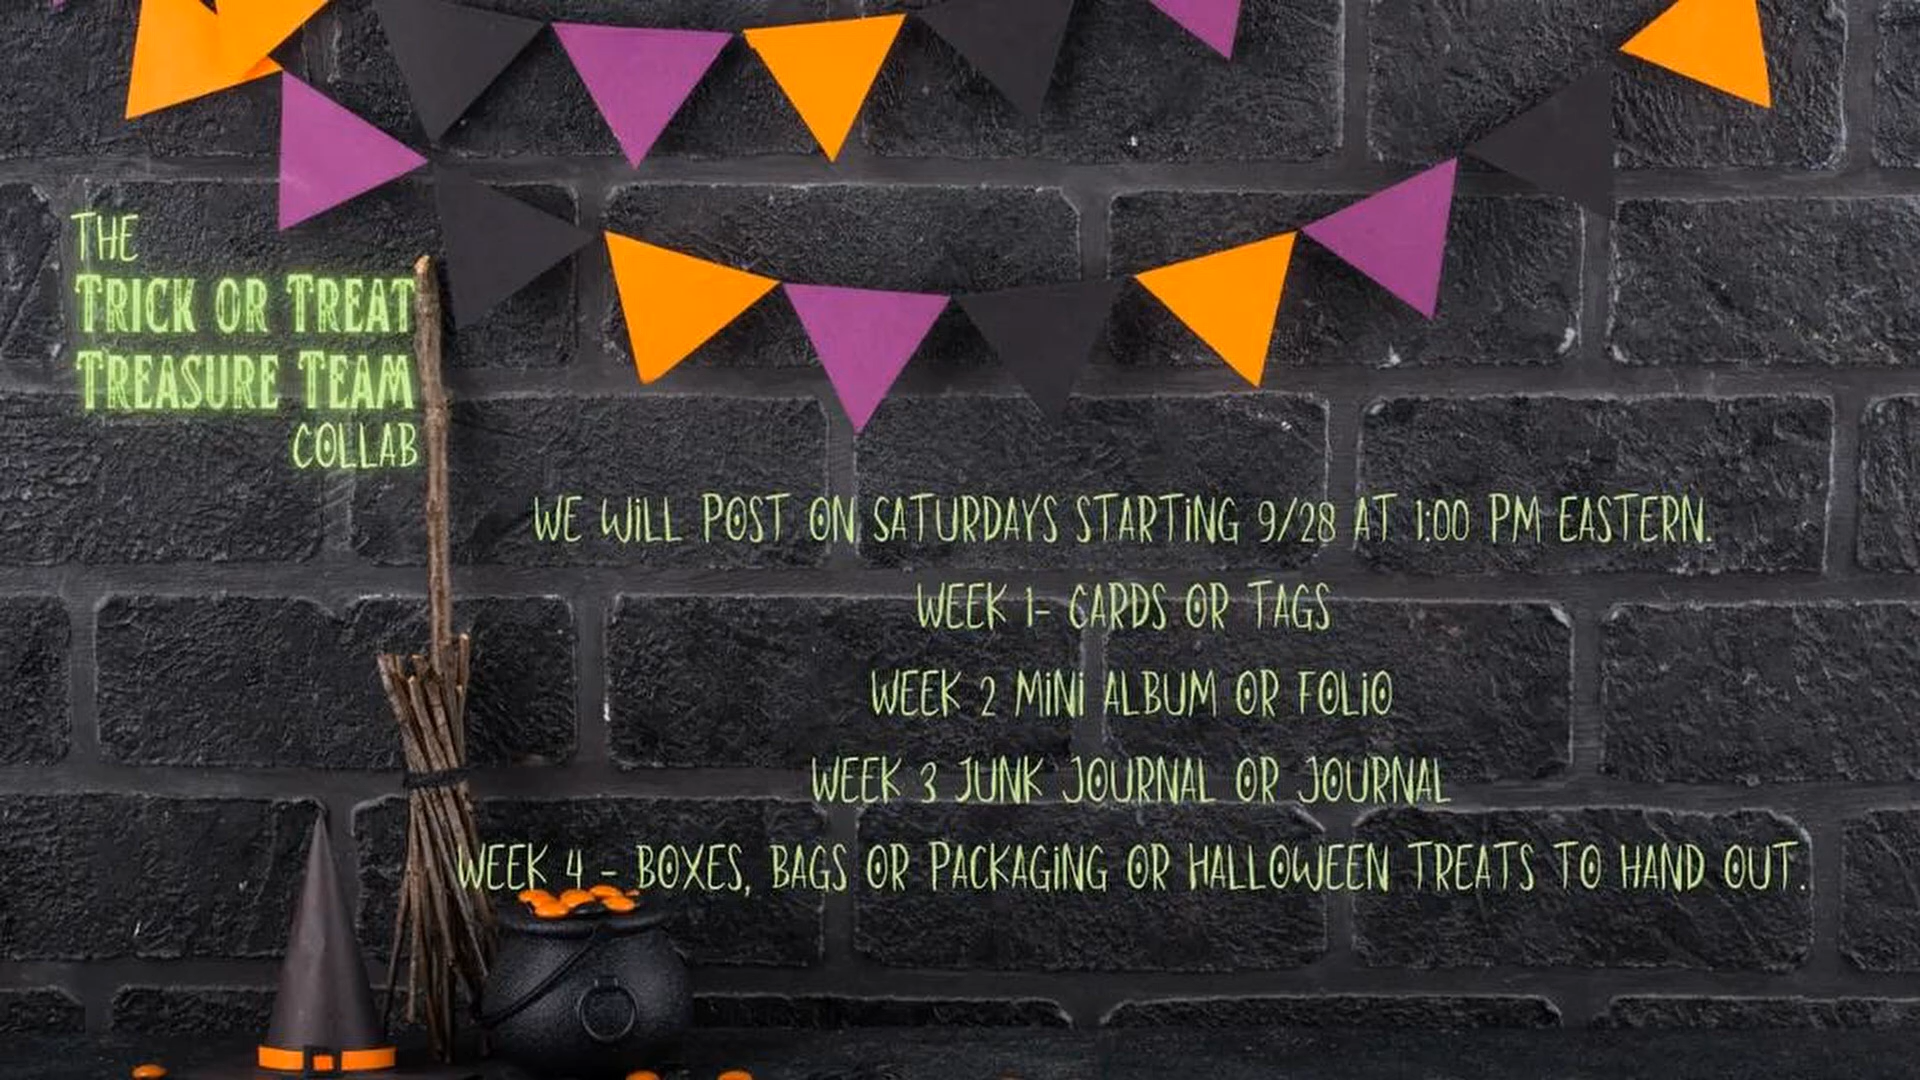 THE
TRICK OR TREAT
TREASURE TEAM
COLLAB
WE WILL POST ON SATURDAYS STARTING 9/28 AT 1:00 PM EASTERN.
WEEK 1- CARDS OR TAGS
WEEK 2 MINI ALBUM OR FOLIO
WEEK 3 JUNK JOURNAL OR JOURNAL
WEEK 4 - BOXES, BAGS OR PACKAGING OR HALLOWEEN TREATS TO HAND OUT.